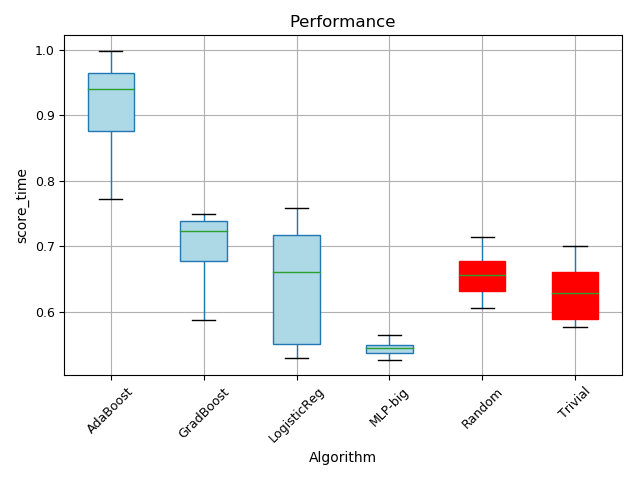 Performance
score_time
1.0
0.9
0.8
0.7
0.6
AdaBoost
GradBoost
LogisticReg
MLP-big
Random
Trivial
Algorithm